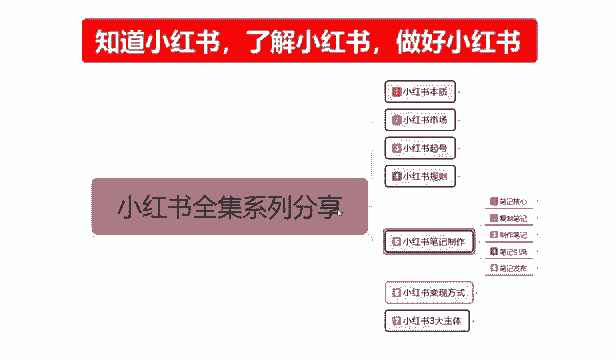 知道小红书，了解小红书，做好小红书
小红书全集系列分享
小红书本质
小红书市场
小红书起号
小红书规则
小红书笔记制作
笔记核心
复制笔记
制作笔记
笔记引流
笔记发布
小红书变现方式
小红书3大主体